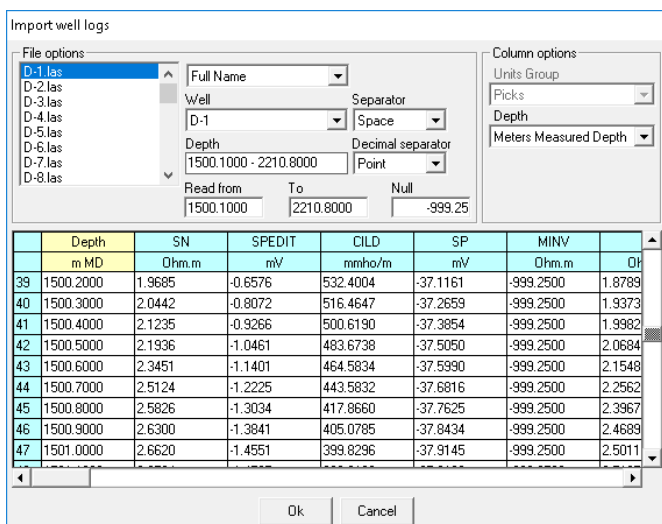 Import well logs
File options
D-1.las
D-2.las
D-3.las
D-4.las
D-5.las
D-6.las
D-7.las
D-8.las
Full Name
Well
Separator
D-1
Space
Depth
Decimal separator
1500.1000 - 2210.8000
Point
Read from To Null
1500.1000 2210.8000 -999.25
Column options
Units Group
Picks
Depth
Meters Measured Depth
Depth SN SPEDIT CILD SP MINV
m MD Ohm.m mV mmho/m mV Ohm.m Oh
39 1500.2000 1.9685 -0.6576 532.4004 -37.1161 -999.2500 1.8789
40 1500.3000 2.0442 -0.8072 516.4647 -37.2659 -999.2500 1.9373
41 1500.4000 2.1235 -0.9266 500.6190 -37.3854 -999.2500 1.9982
42 1500.5000 2.1936 -1.0461 483.6738 -37.5050 -999.2500 2.0684
43 1500.6000 2.3451 -1.1401 464.5834 -37.5990 -999.2500 2.1548
44 1500.7000 2.5124 -1.2225 443.5832 -37.6816 -999.2500 2.2562
45 1500.8000 2.5826 -1.3034 417.8660 -37.7625 -999.2500 2.3967
46 1500.9000 2.6300 -1.3841 405.0785 -37.8434 -999.2500 2.4689
47 1501.0000 2.6620 -1.4551 399.8296 -37.9145 -999.2500 2.5011
Ok Cancel